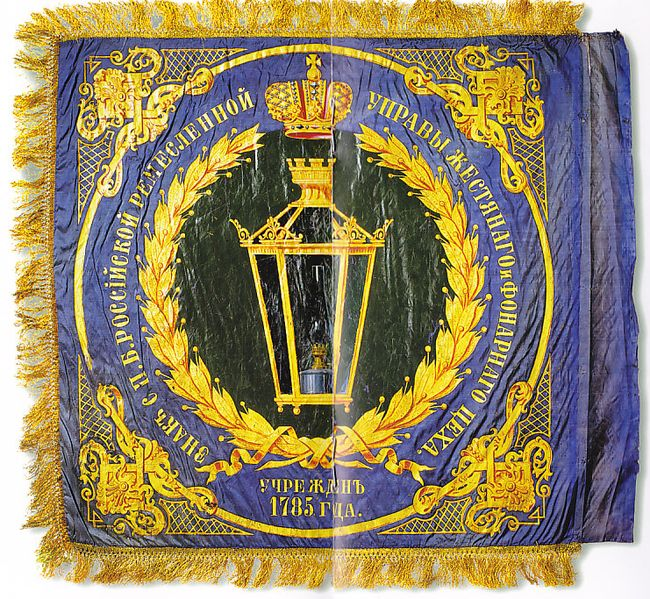 ЗНАКЪ С.П.Б. РОССІЙСКОЙ РЕМЕСЛЕННОЙ УПРАВЫ ЖЕСТЯНАГО и ФОНАРНАГО ЦЕХА.
УЧРЕЖДЕНЪ
1785 ГДА.